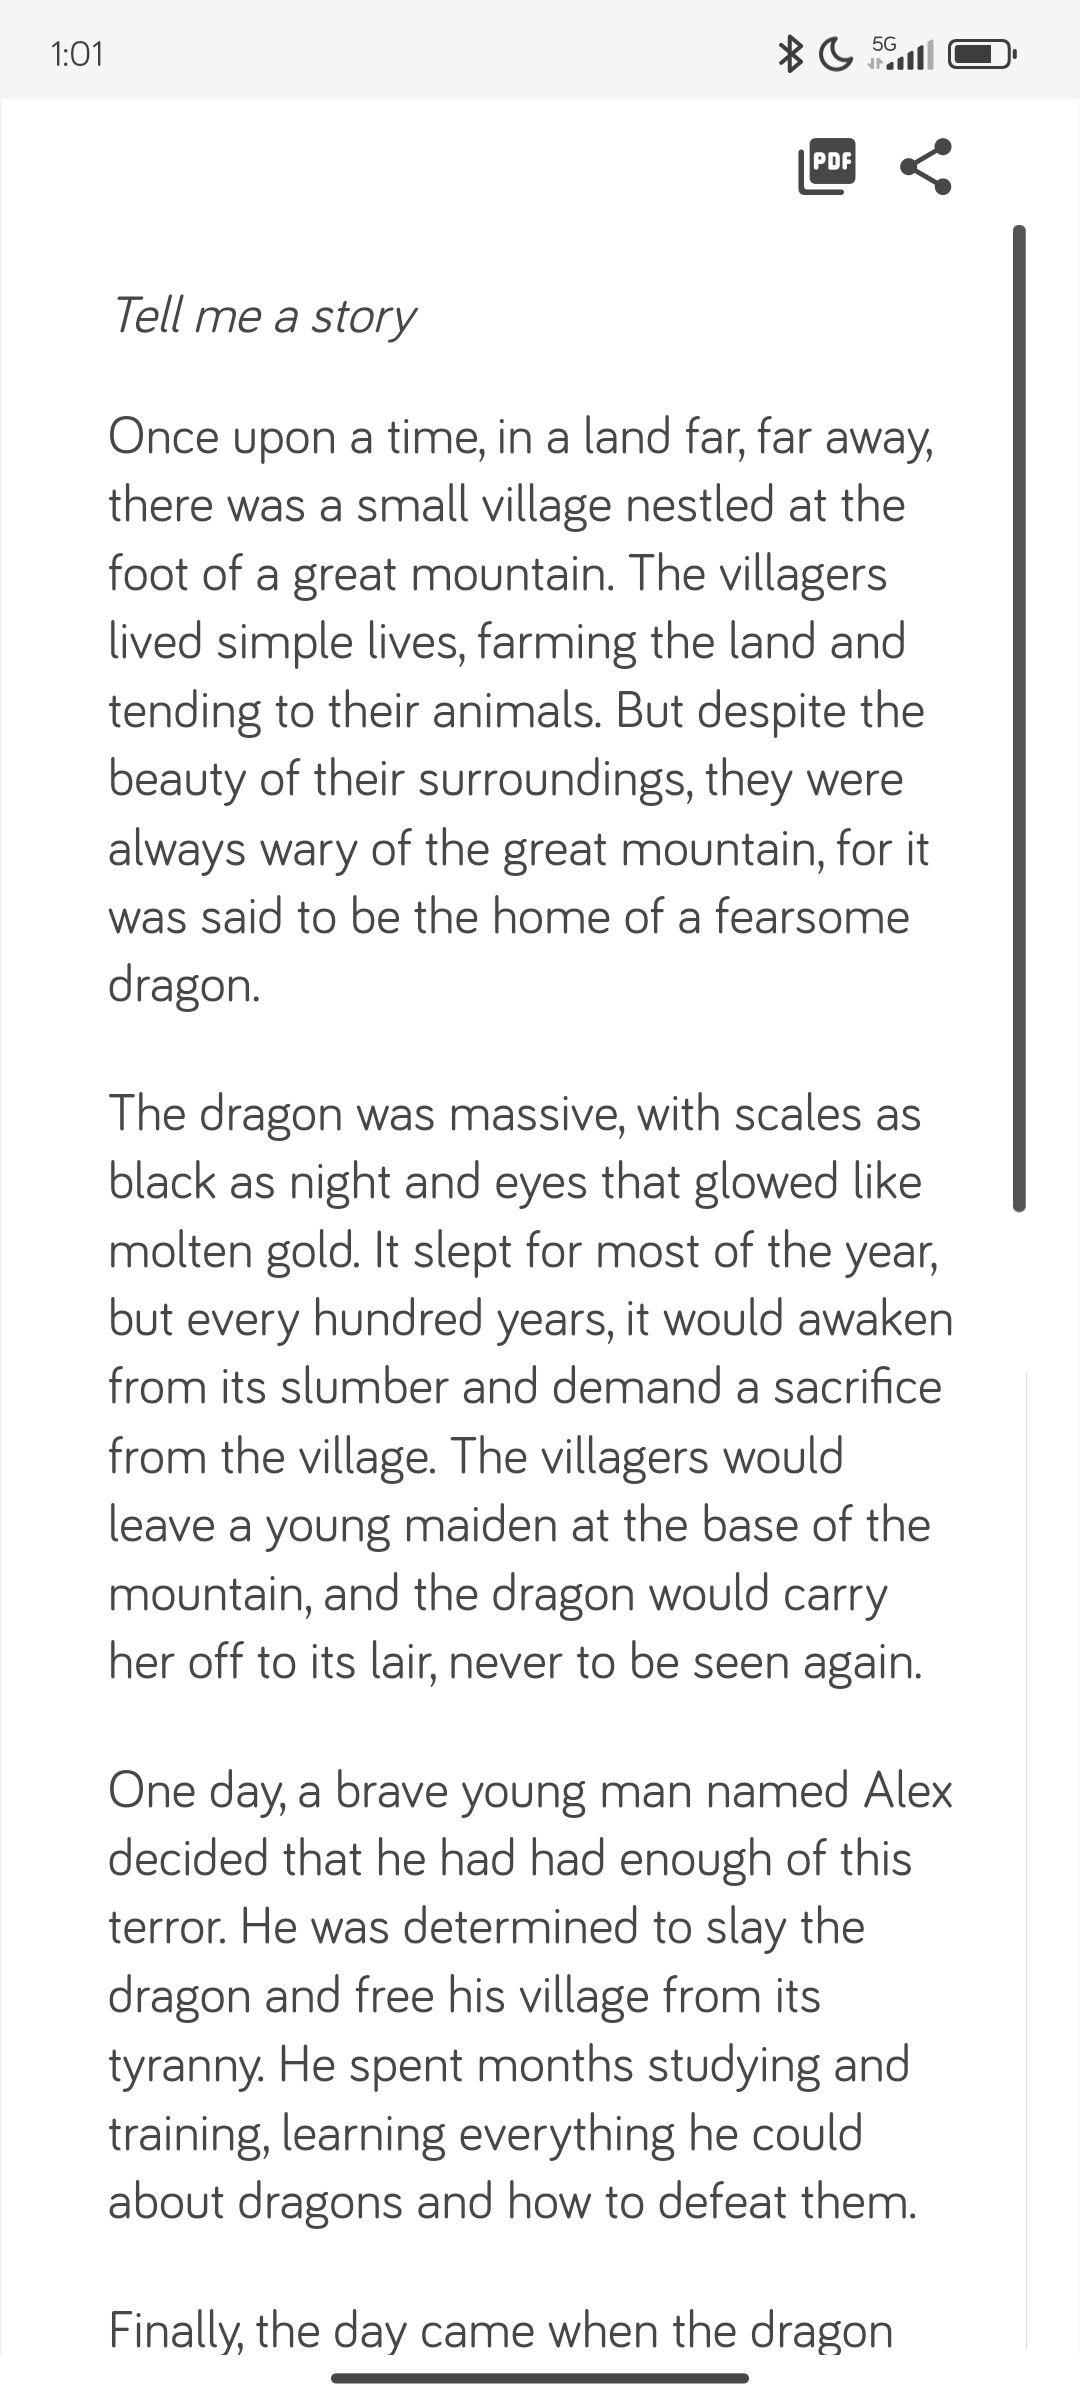 1:01
5G
PDF
Tell me a story
Once upon a time, in a land far, far away,
there was a small village nestled at the
foot of a great mountain. The villagers
lived simple lives, farming the land and
tending to their animals. But despite the
beauty of their surroundings, they were
always wary of the great mountain, for it
was said to be the home of a fearsome
dragon.
The dragon was massive, with scales as
black as night and eyes that glowed like
molten gold. It slept for most of the year,
but every hundred years, it would awaken
from its slumber and demand a sacrifice
from the village. The villagers would
leave a young maiden at the base of the
mountain, and the dragon would carry
her off to its lair, never to be seen again.
One day, a brave young man named Alex
decided that he had had enough of this
terror. He was determined to slay the
dragon and free his village from its
tyranny. He spent months studying and
training, learning everything he could
about dragons and how to defeat them.
Finally, the day came when the dragon